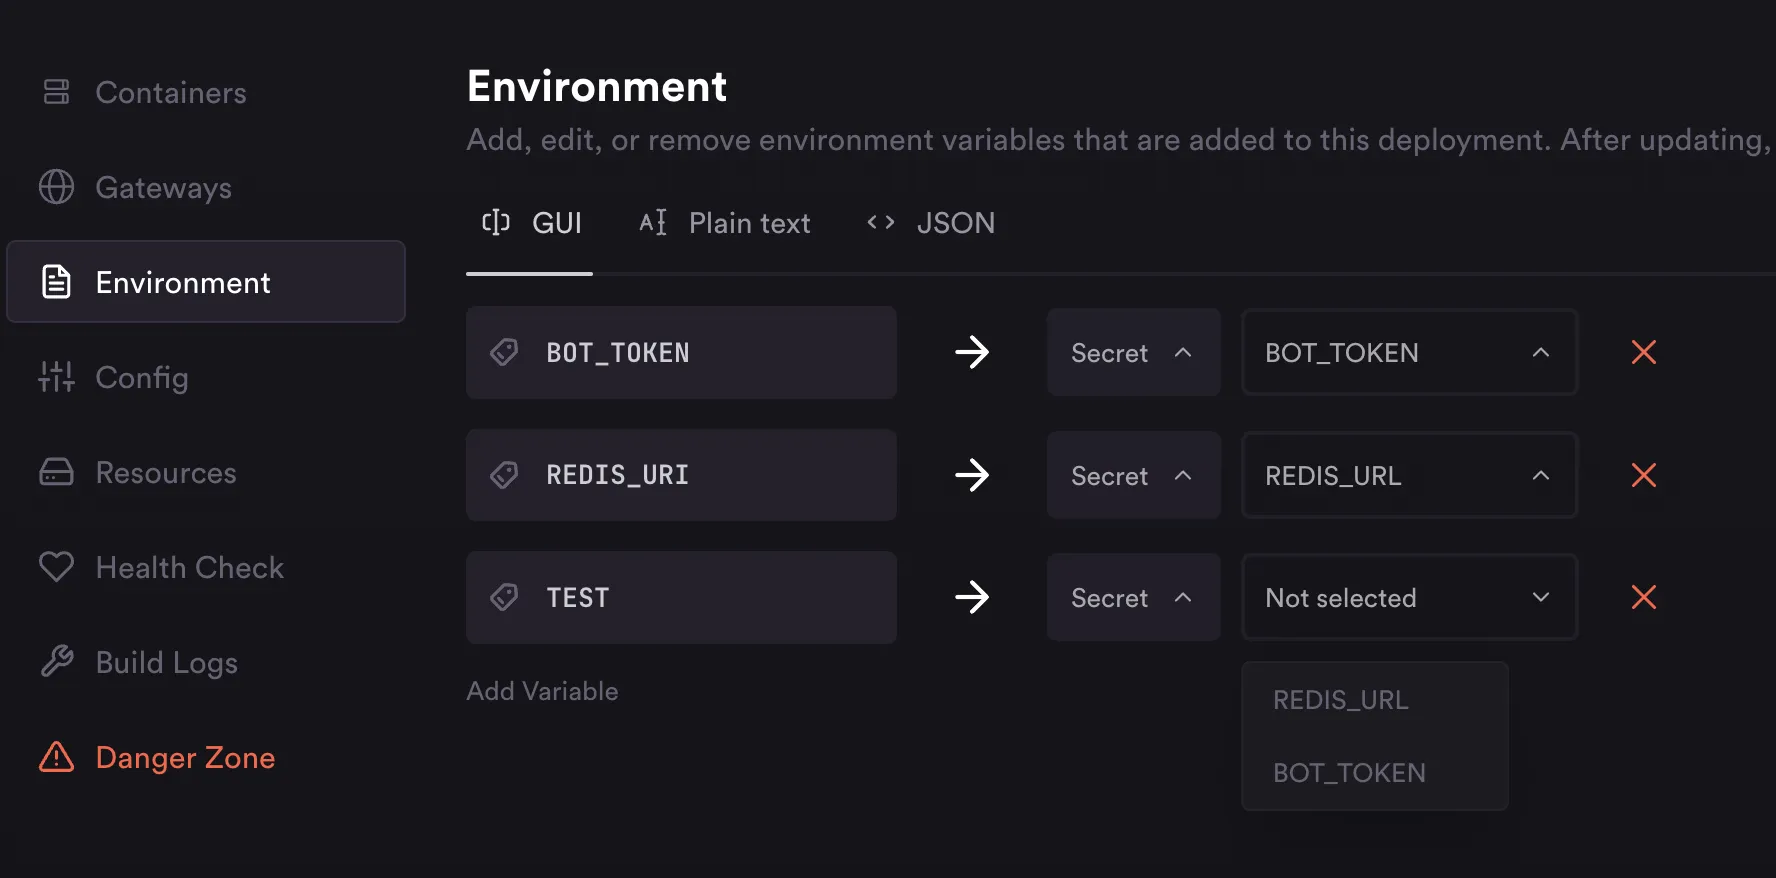 Containers
Gateways
Environment
Config
Resources
Health Check
Build Logs
Danger Zone
Environment
Add, edit, or remove environment variables that are added to this deployment. After updating,
GUI Plain text JSON
BOT_TOKEN Secret BOT_TOKEN
REDIS_URI Secret REDIS_URL
TEST Secret Not selected
Add Variable
REDIS_URL
BOT_TOKEN